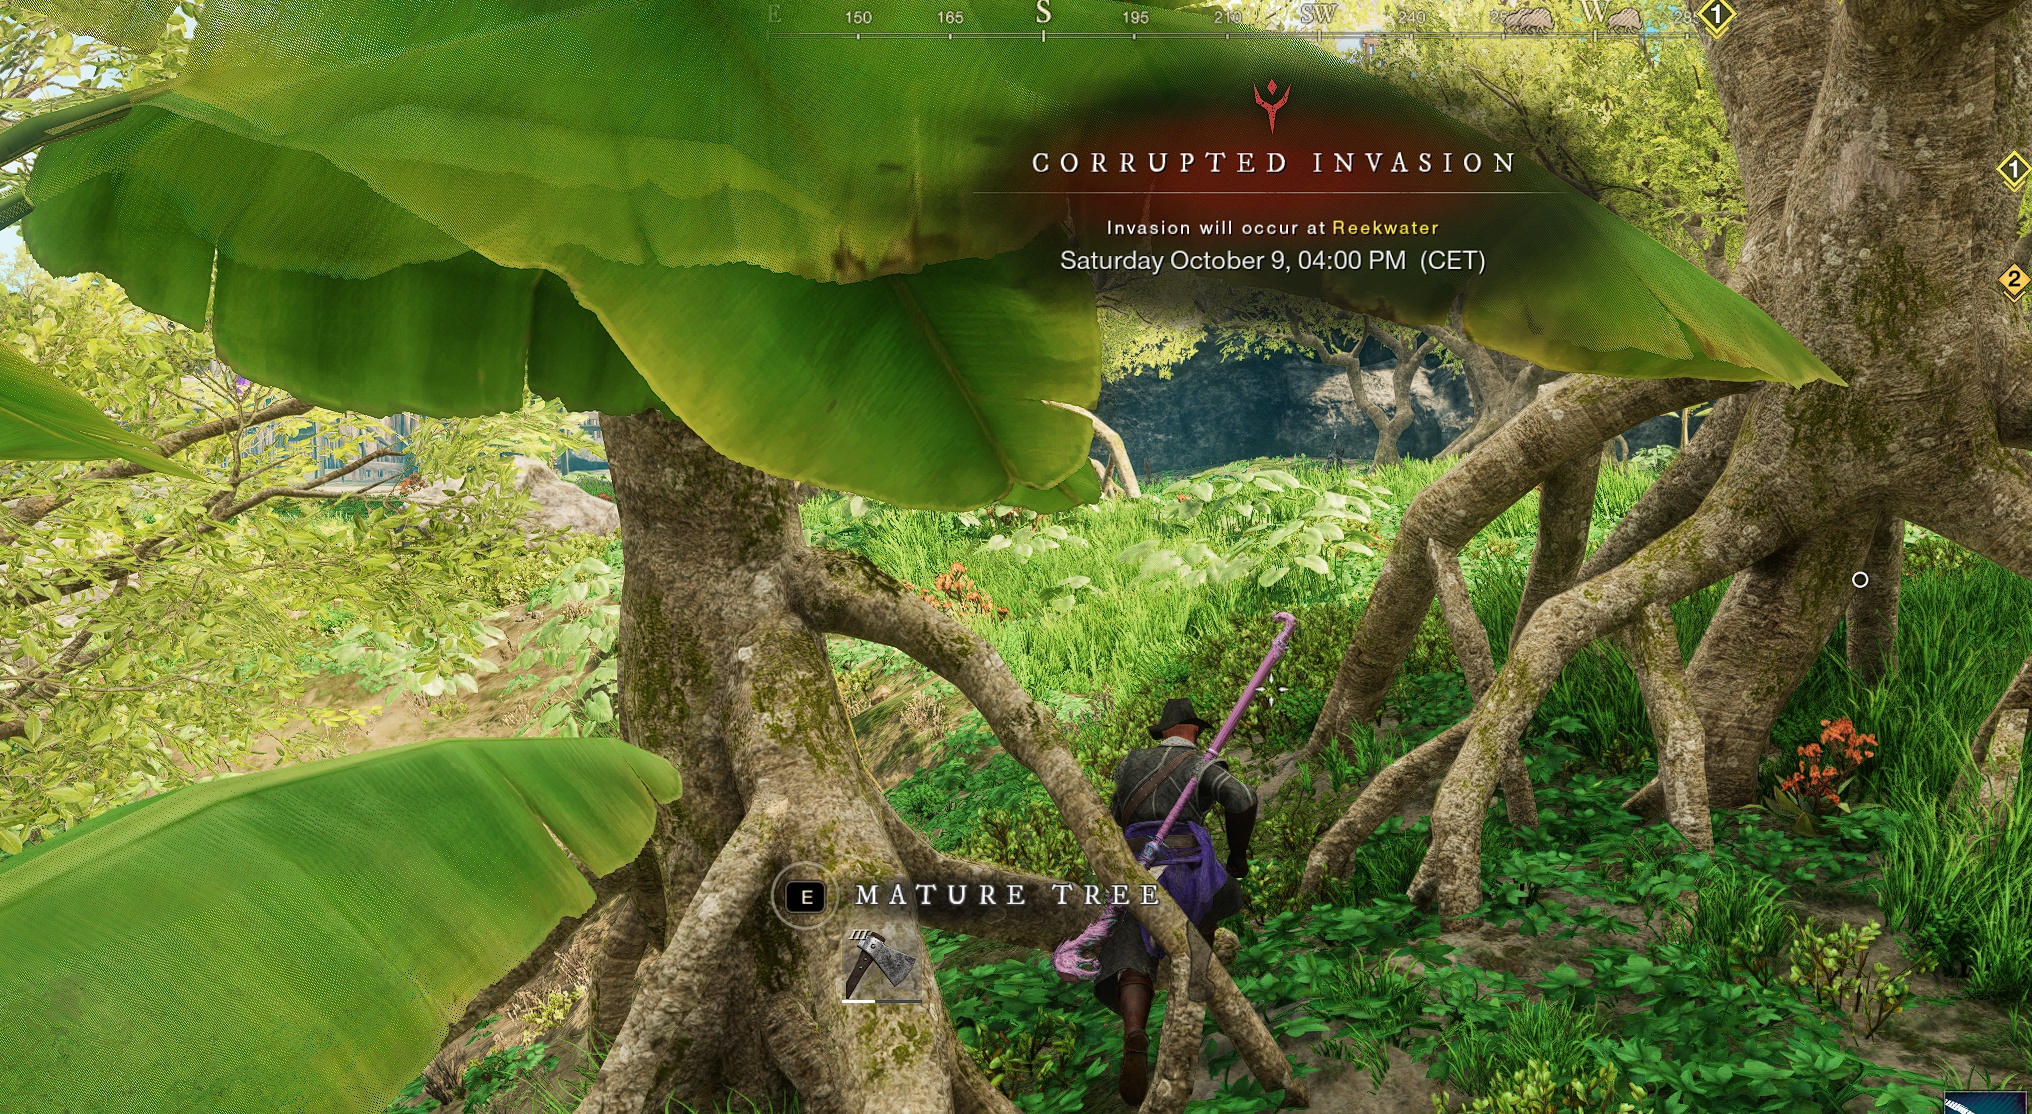 E 150 165 S 195 210 SW 240 W
1
CORRUPTED INVASION
1
Invasion will occur at Reekwater
Saturday October 9, 04:00 PM (CET)
2
E MATURE TREE
III